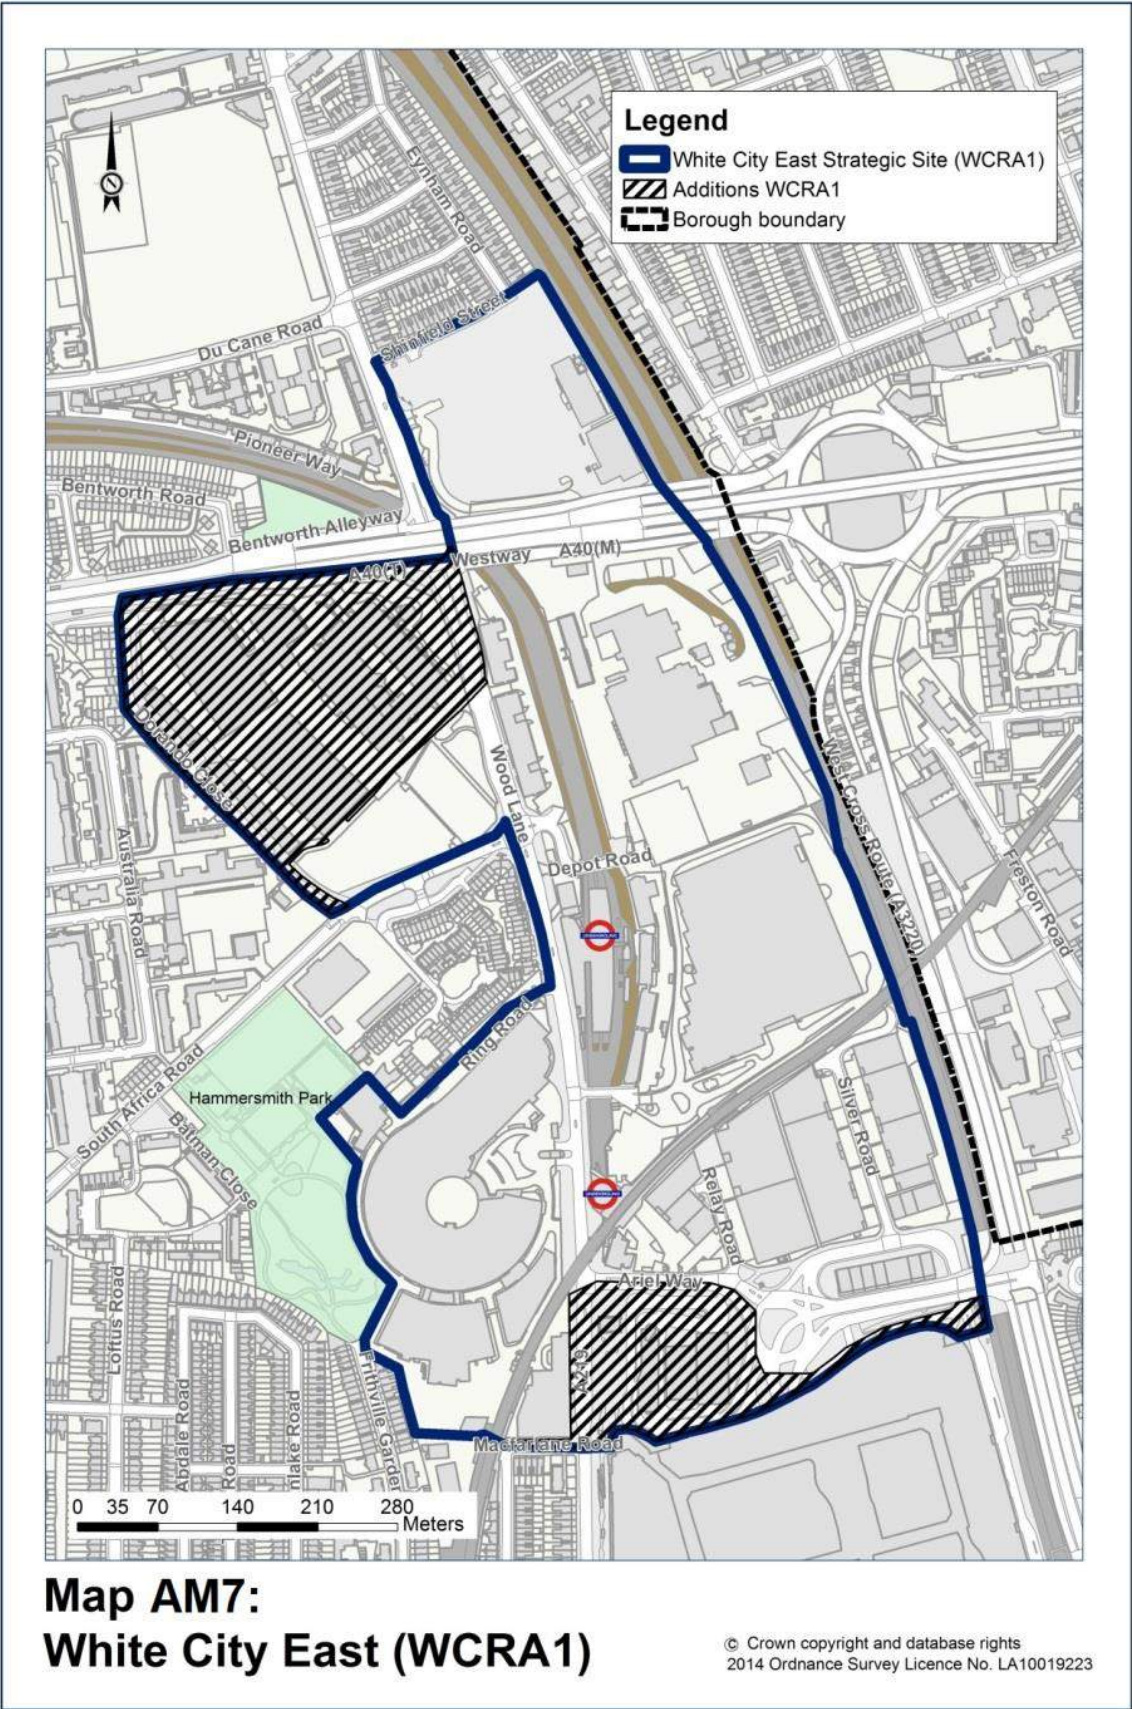 Legend
White City East Strategic Site (WCRA1)
Additions WCRA1
Borough boundary
Eynham Road
Shinfield Street
Du Cane Road
Pioneer Way
Bentworth Road
Bentworth Alleyway
A40(T)
Westway A40(M)
Dorando Close
Wood Lane
West Cross Route (A3220)
Australia Road
Depot Road
Freston Road
UNDERGROUND
Ring Road
South Africa Road
Hammersmith Park
Batman Close
Silver Road
Relay Road
UNDERGROUND
Ariel Way
Loftus Road
A219
Frithville Garden
Abdale Road
Road
nlake Road
Macfarlane Road
0 35 70 140 210 280
Meters
Map AM7:
White City East (WCRA1)
© Crown copyright and database rights
2014 Ordnance Survey Licence No. LA10019223